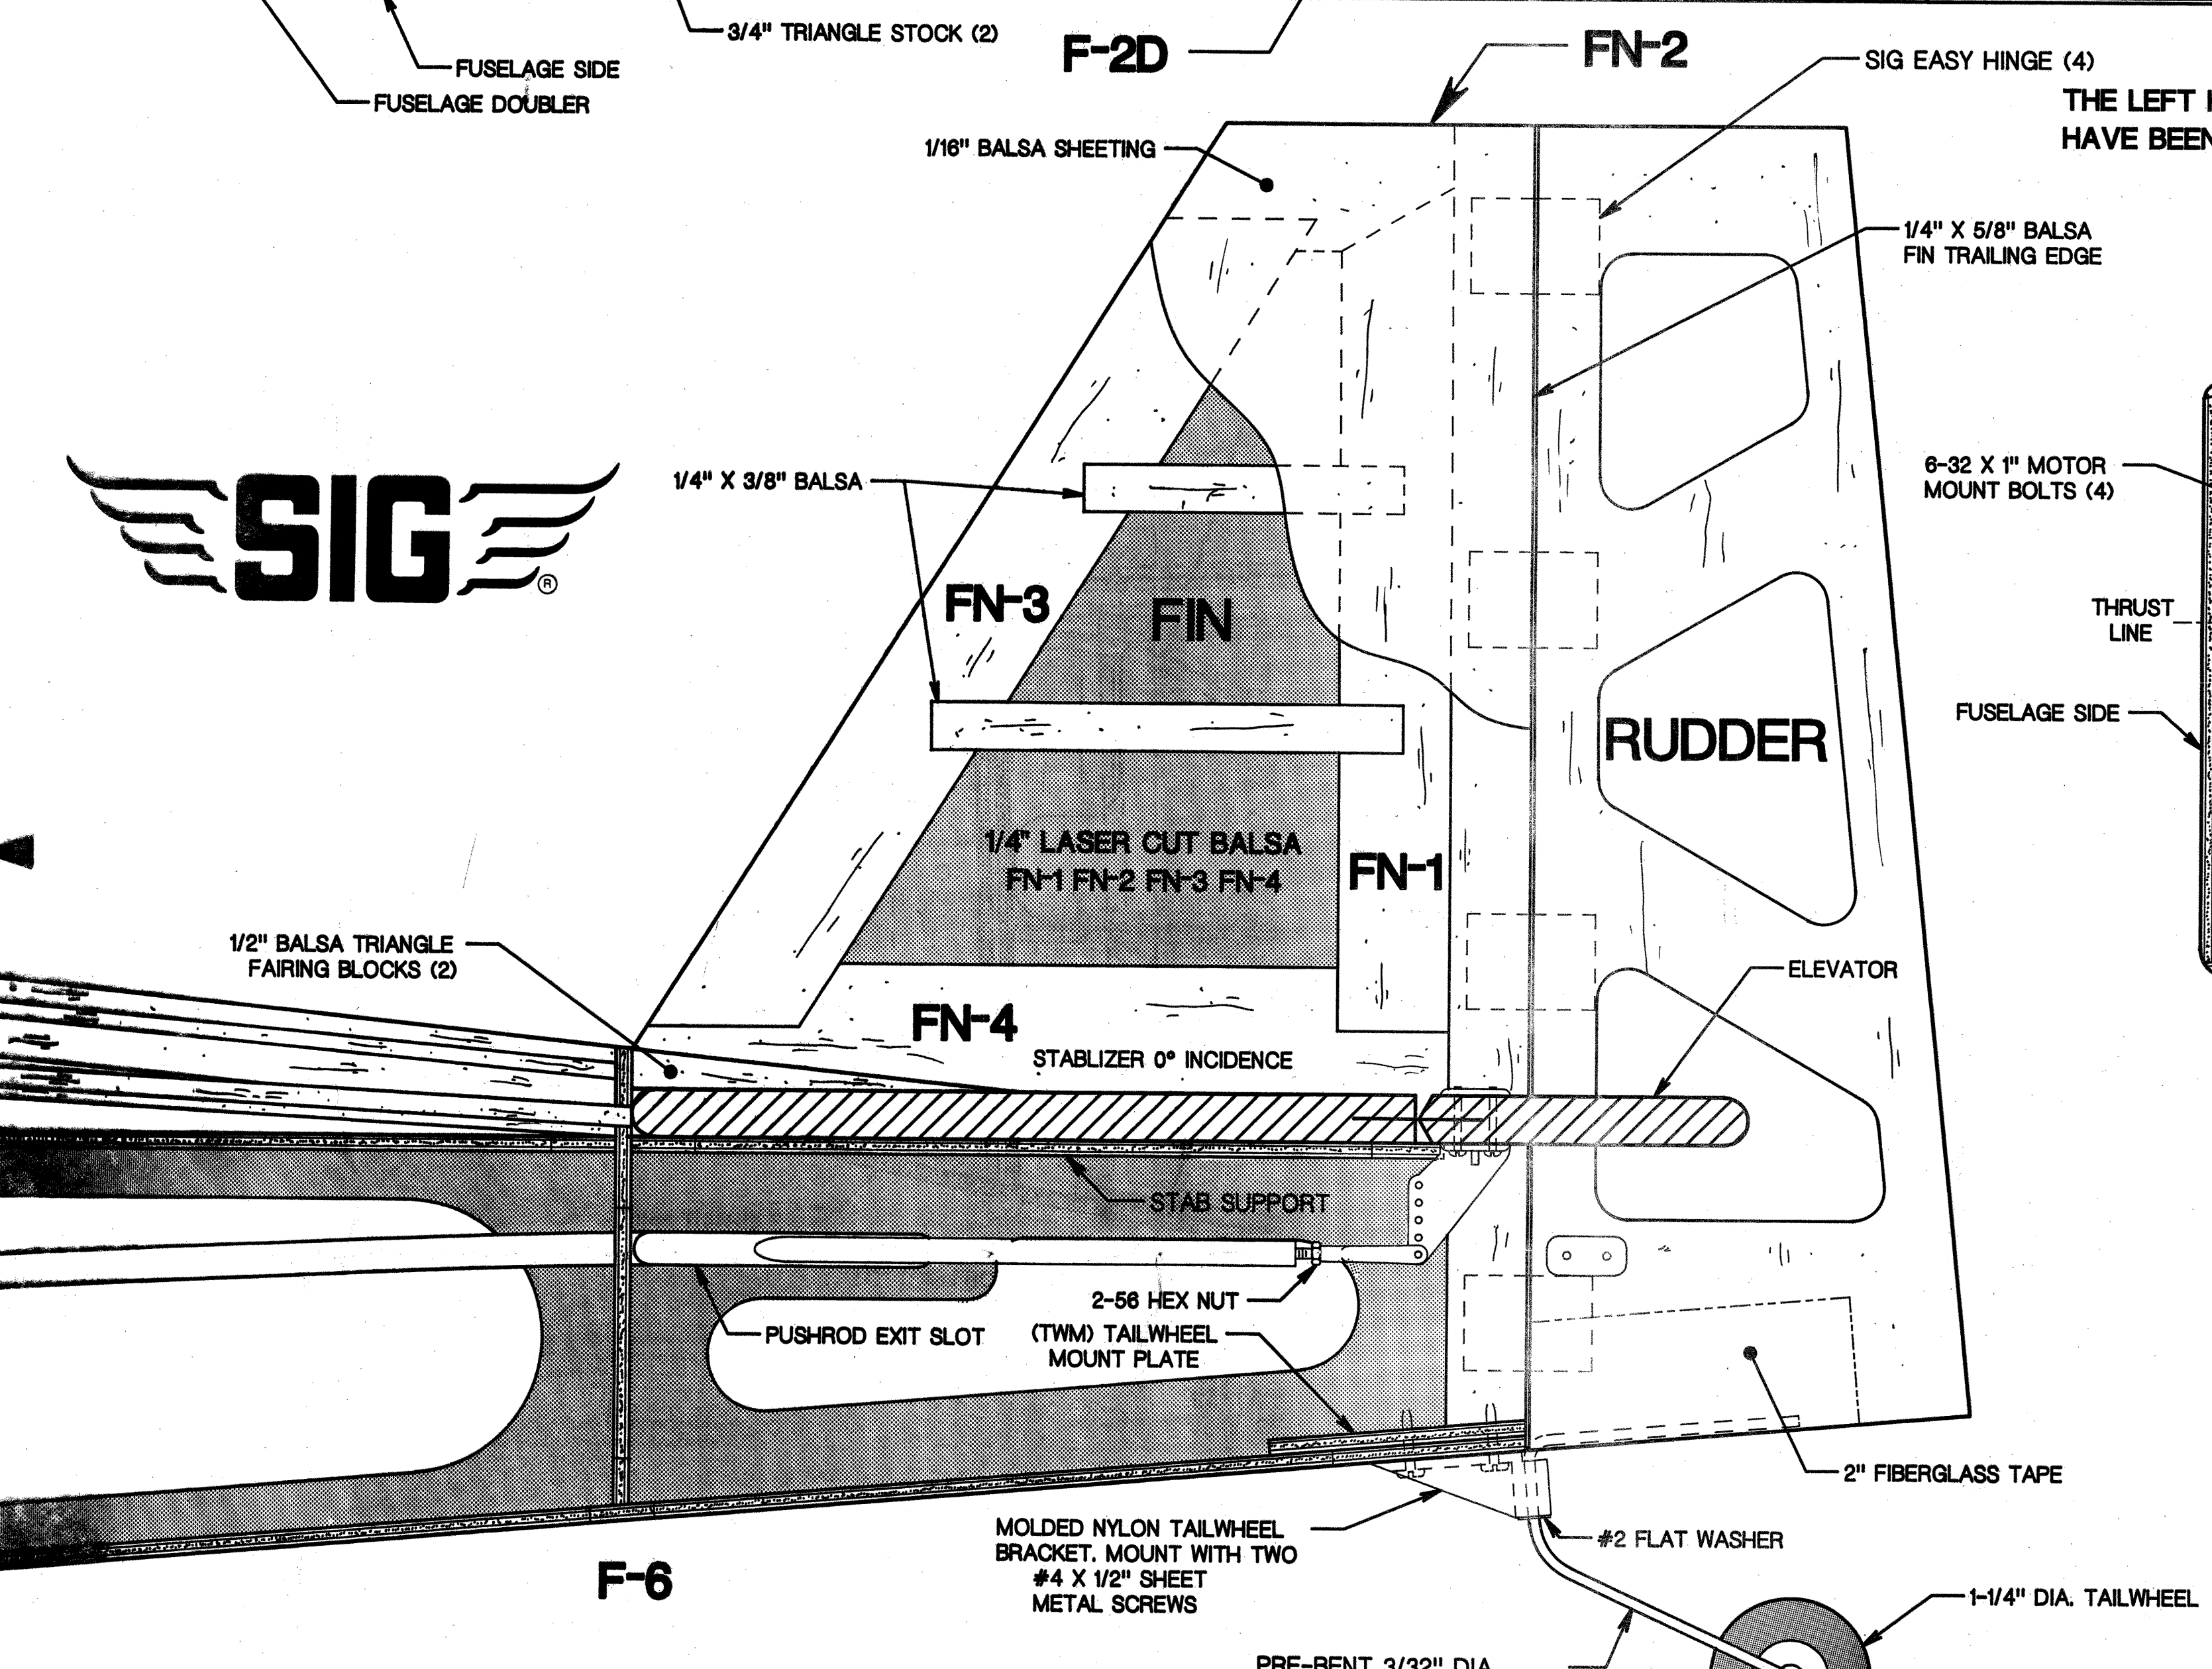 3/4" TRIANGLE STOCK (2)
F-2D
FN-2
SIG EASY HINGE (4)
FUSELAGE SIDE
FUSELAGE DOUBLER
THE LEFT
HAVE BEEN
1/16" BALSA SHEETING
1/4" X 5/8" BALSA
FIN TRAILING EDGE
SIG
®
1/4" X 3/8" BALSA
6-32 X 1" MOTOR
MOUNT BOLTS (4)
FN-3
FIN
THRUST
LINE
RUDDER
FUSELAGE SIDE
1/4" LASER CUT BALSA
FN-1 FN-2 FN-3 FN-4
FN-1
1/2" BALSA TRIANGLE
FAIRING BLOCKS (2)
ELEVATOR
FN-4
STABLIZER 0° INCIDENCE
STAB SUPPORT
2-56 HEX NUT
PUSHROD EXIT SLOT
(TWM) TAILWHEEL
MOUNT PLATE
2" FIBERGLASS TAPE
MOLDED NYLON TAILWHEEL
BRACKET. MOUNT WITH TWO
#4 X 1/2" SHEET
METAL SCREWS
#2 FLAT WASHER
F-6
1-1/4" DIA. TAILWHEEL
PRE-BENT 3/32" DIA.